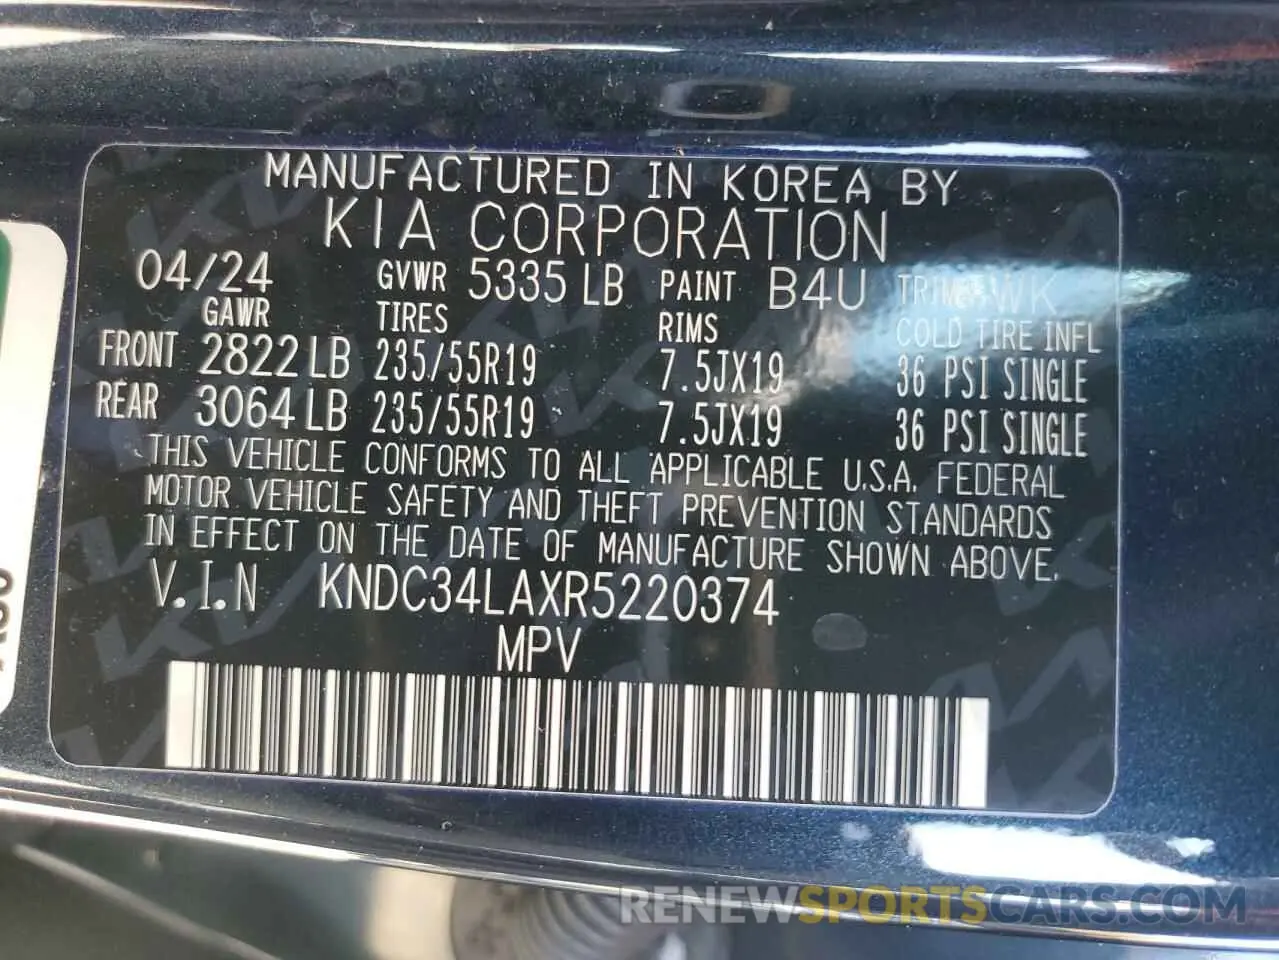 MANUFACTURED IN KOREA BY
KIA CORPORATION
04/24 GVWR 5335 LB PAINT B4U TRIM WK
GAWR TIRES RIMS COLD TIRE INFL
FRONT 2822 LB 235/55R19 7.5JX19 36 PSI SINGLE
REAR 3064 LB 235/55R19 7.5JX19 36 PSI SINGLE
THIS VEHICLE CONFORMS TO ALL APPLICABLE U.S.A. FEDERAL
MOTOR VEHICLE SAFETY AND THEFT PREVENTION STANDARDS
IN EFFECT ON THE DATE OF MANUFACTURE SHOWN ABOVE.
V.I.N KNDC34LAXR5220374
MPV
RENEWSPORTSCARS.COM